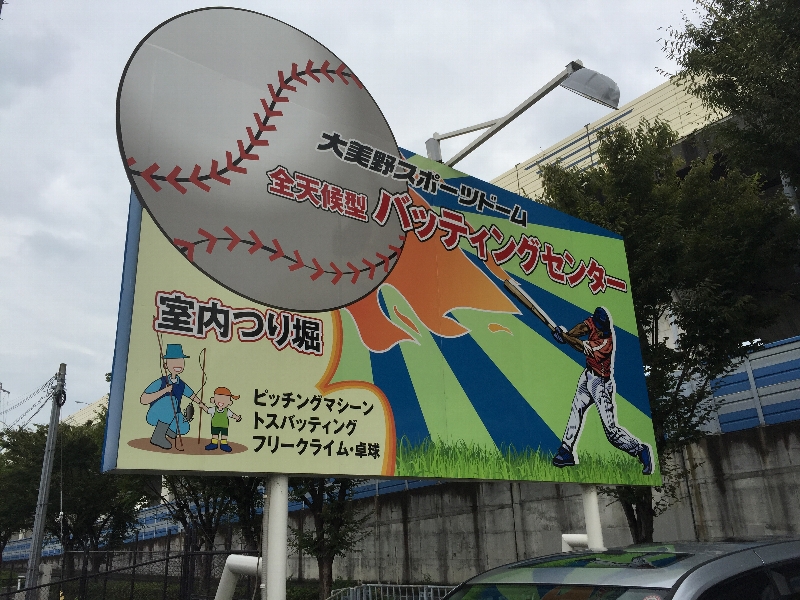 大美野スポーツドーム
全天候型 バッティングセンター
室内つり堀
ピッチングマシーン
トスバッティング
フリークライム・卓球